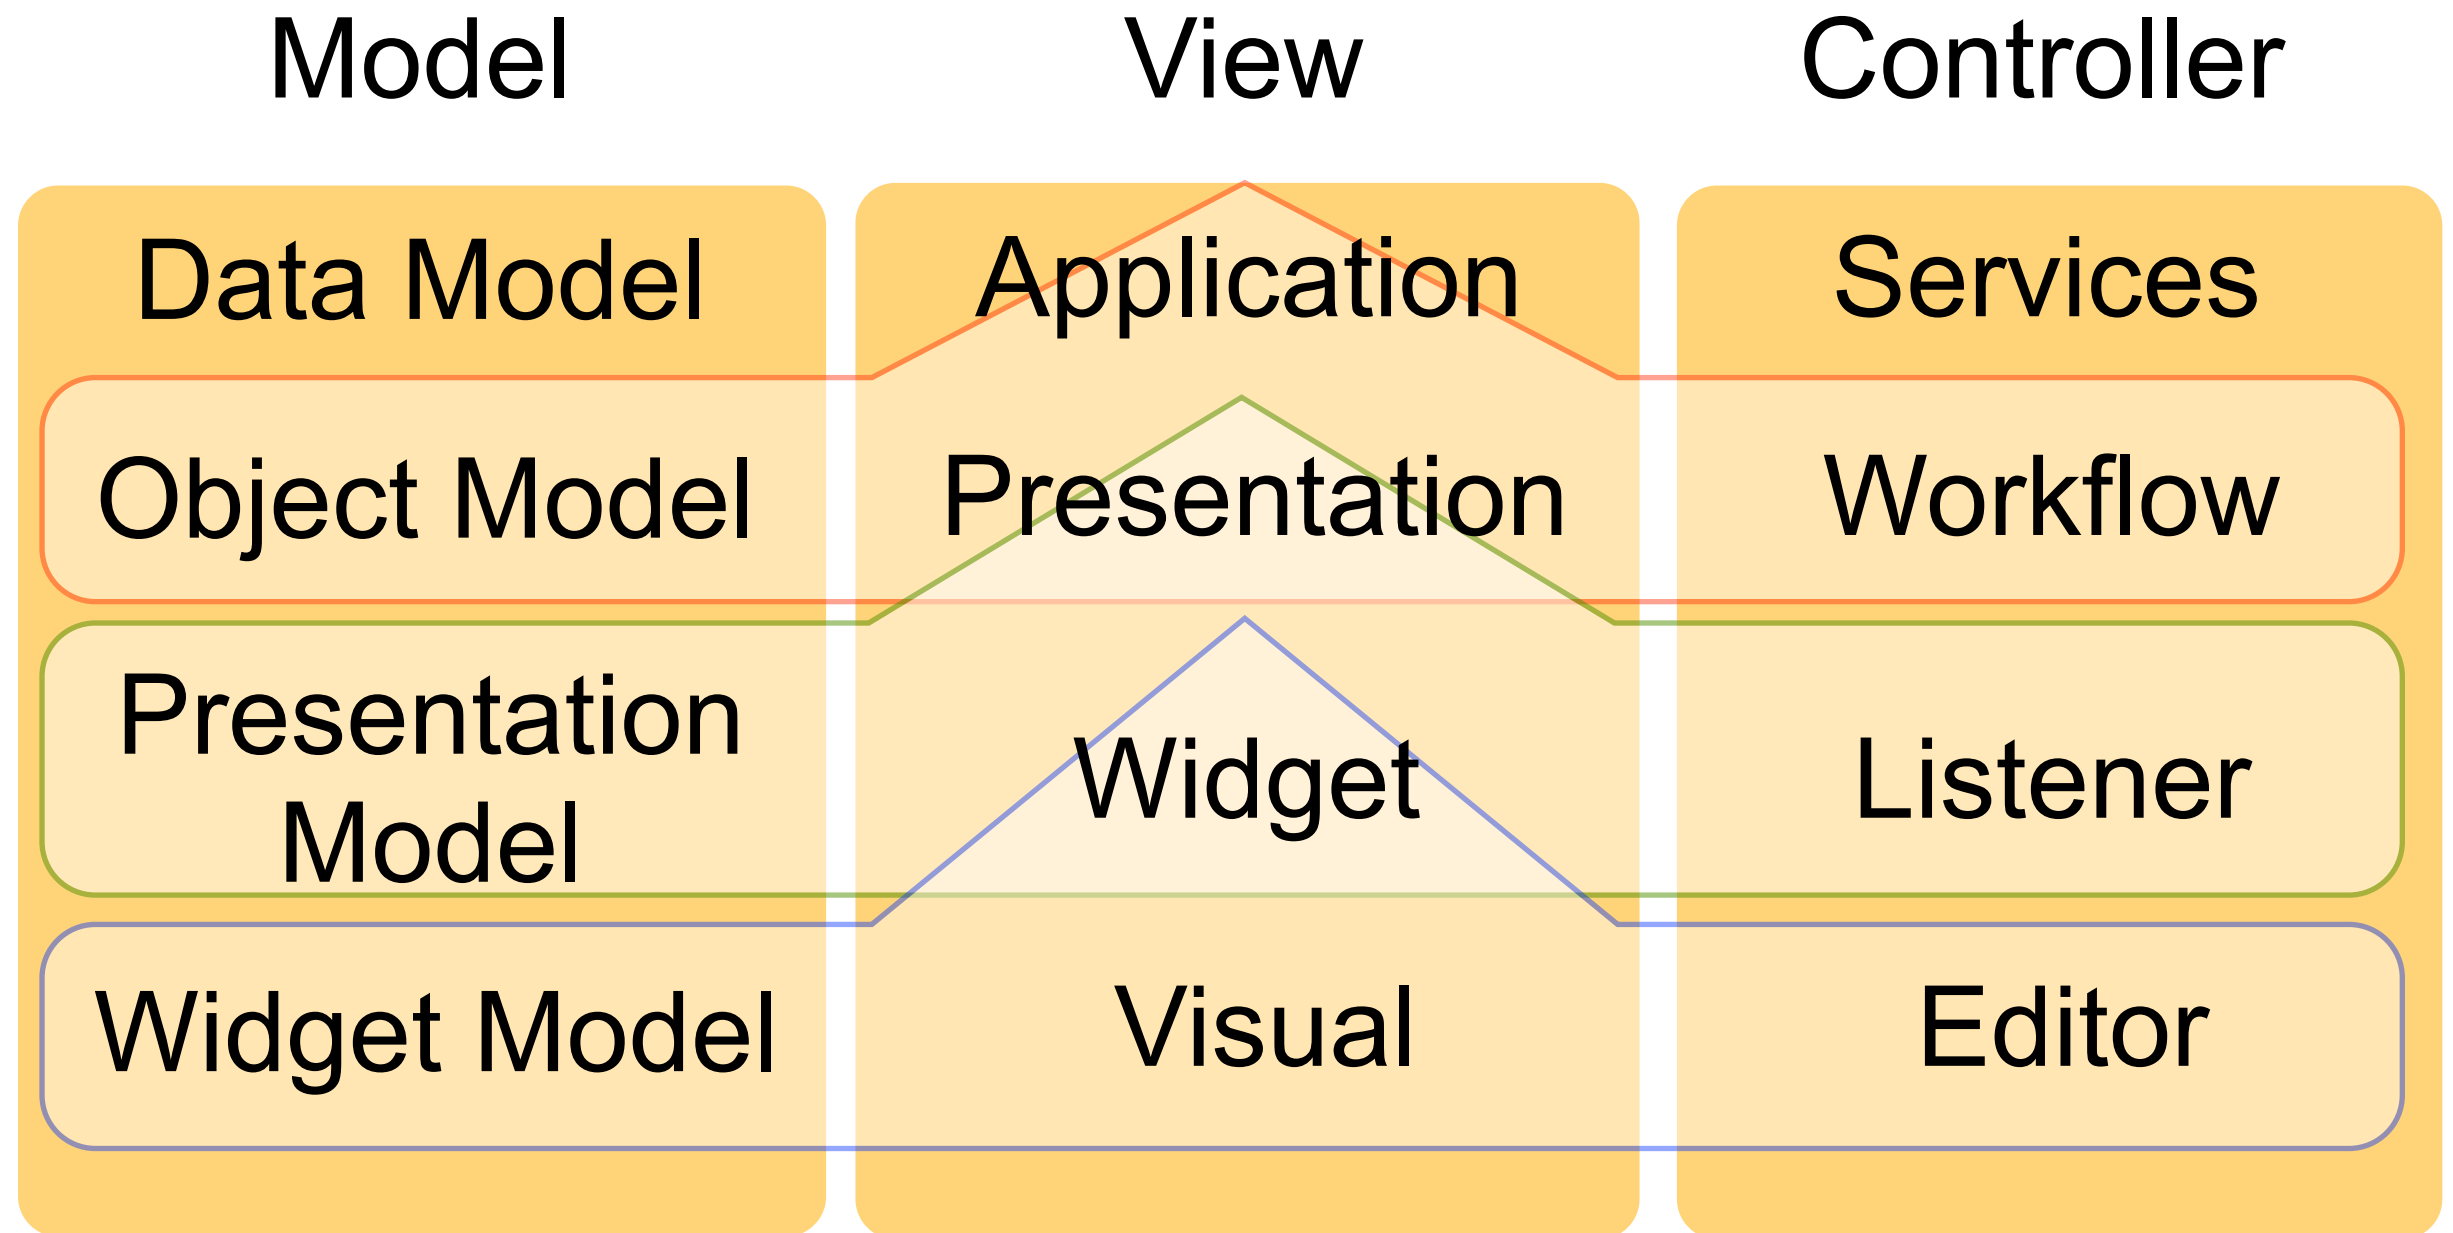 Model
View
Controller
Data Model
Application
Services
Object Model
Presentation
Workflow
Presentation
Model
Widget
Listener
Widget Model
Visual
Editor